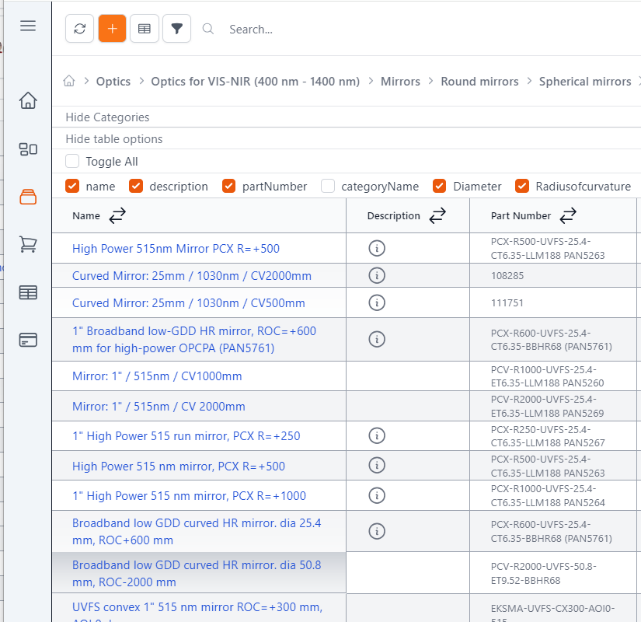 Search...
Optics > Optics for VIS-NIR (400 nm - 1400 nm) > Mirrors > Round mirrors > Spherical mirrors >
Hide Categories
Hide table options
Toggle All
name description partNumber categoryName Diameter Radiusofcurvature
Name Description Part Number
High Power 515nm Mirror PCX R=+500
PCX-R500-UVFS-25.4-
CT6.35-LLM188 PAN5263
Curved Mirror: 25mm / 1030nm / CV2000mm
108285
Curved Mirror: 25mm / 1030nm / CV500mm
111751
1" Broadband low-GDD HR mirror, ROC=+600
mm for high-power OPCPA (PAN5761)
PCX-R600-UVFS-25.4-
CT6.35-BBHR68 (PAN5761)
Mirror: 1" / 515nm / CV1000mm
PCV-R1000-UVFS-25.4-
ET6.35-LLM188 PAN5260
Mirror: 1" / 515nm / CV 2000mm
PCV-R2000-UVFS-25.4-
ET6.35-LLM188 PAN5269
1" High Power 515 run mirror, PCX R=+250
PCX-R250-UVFS-25.4-
CT6.35-LLM188 PAN5267
High Power 515 nm mirror, PCX R=+500
PCX-R500-UVFS-25.4-
CT6.35-LLM188 PAN5263
1" High Power 515 nm mirror, PCX R=+1000
PCX-R1000-UVFS-25.4-
CT6.35-LLM188 PAN5264
Broadband low GDD curved HR mirror. dia 25.4
mm, ROC+600 mm
PCX-R600-UVFS-25.4-
CT6.35-BBHR68 (PAN5761)
Broadband low GDD curved HR mirror. dia 50.8
mm, ROC-2000 mm
PCV-R2000-UVFS-50.8-
ET9.52-BBHR68
UVFS convex 1" 515 nm mirror ROC=+300 mm,
EKSMA-UVFS-CX300-AOI0-